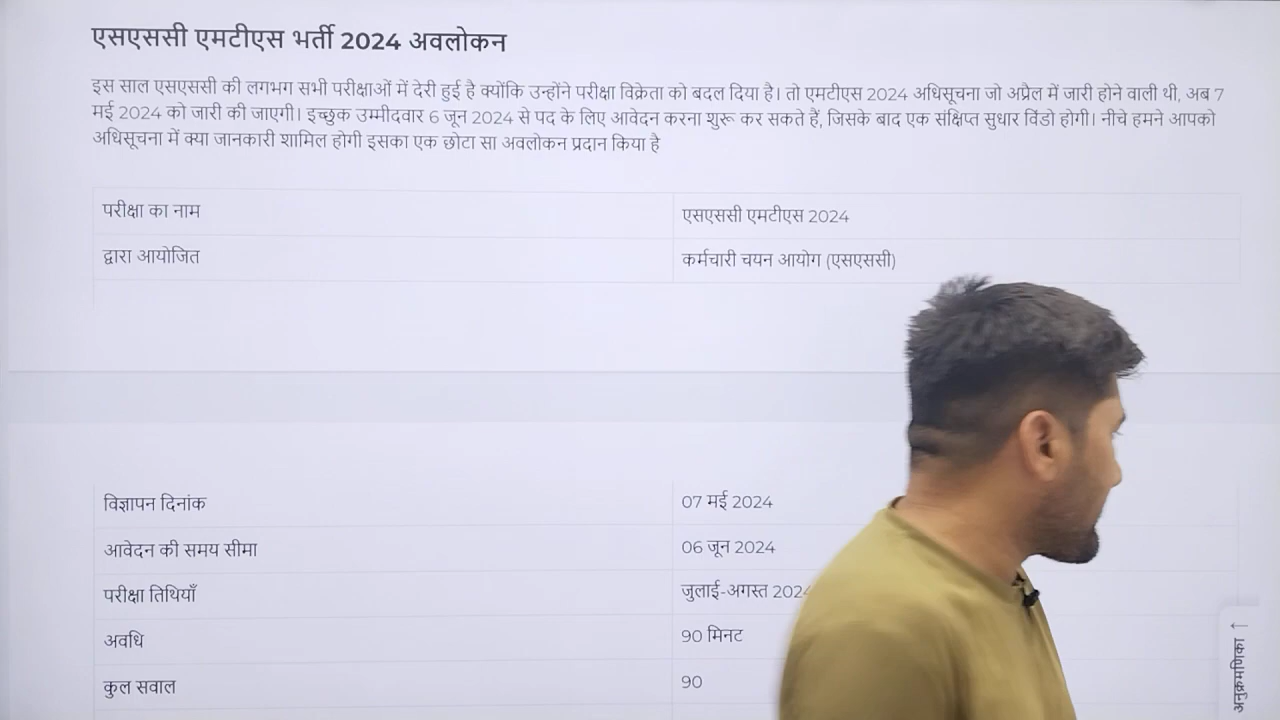 एसएससी एमटीएस भर्ती 2024 अवलोकन
इस साल एसएससी की लगभग सभी परीक्षाओं में देरी हुई है क्योंकि उन्होंने परीक्षा विक्रेता को बदल दिया है। तो एमटीएस 2024 अधिसूचना जो अप्रैल में जारी होने वाली थी, अब 7
मई 2024 को जारी की जाएगी। इच्छुक उम्मीदवार 6 जून 2024 से पद के लिए आवेदन करना शुरू कर सकते हैं, जिसके बाद एक संक्षिप्त सुधार विंडो होगी। नीचे हमने आपको
अधिसूचना में क्या जानकारी शामिल होगी इसका एक छोटा सा अवलोकन प्रदान किया है
परीक्षा का नाम एसएससी एमटीएस 2024
द्वारा आयोजित कर्मचारी चयन आयोग (एसएससी)
विज्ञापन दिनांक 07 मई 2024
आवेदन की समय सीमा 06 जून 2024
परीक्षा तिथियाँ जुलाई-अगस्त 2024
अवधि 90 मिनट
कुल सवाल 90
अनुक्रमणिका ↑